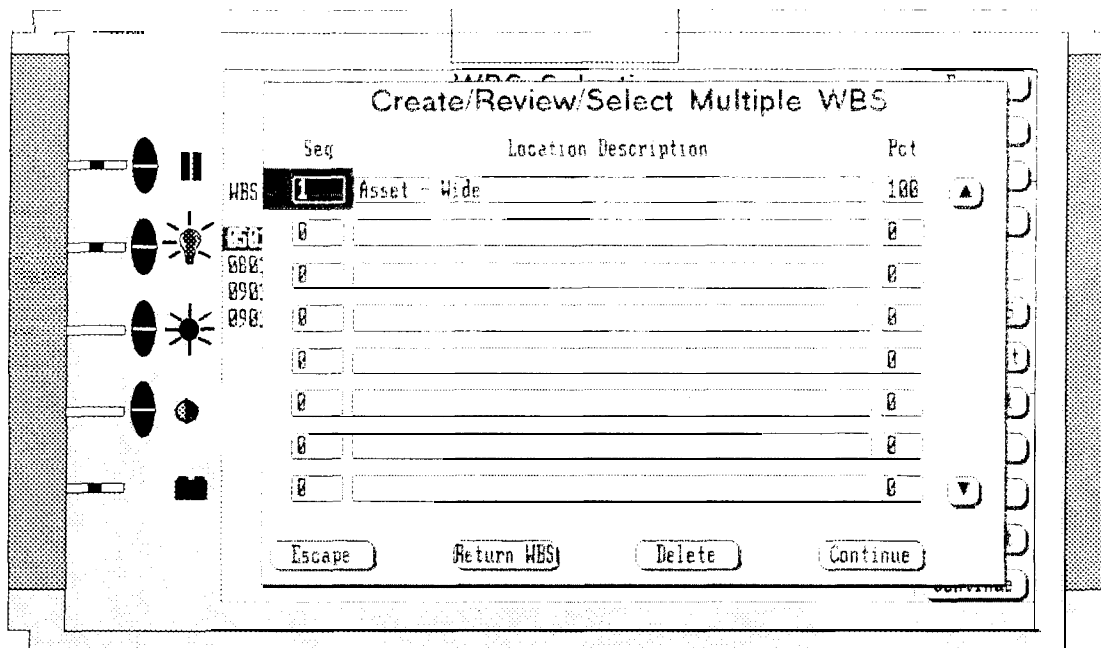 Create/Review/Select Multiple WBS
Seq Location Description Pct
WBS
1 Asset - Wide 100
0 0
0 0
0 0
0 0
0 0
0 0
0 0
Escape Return WBS Delete Continue
Continue